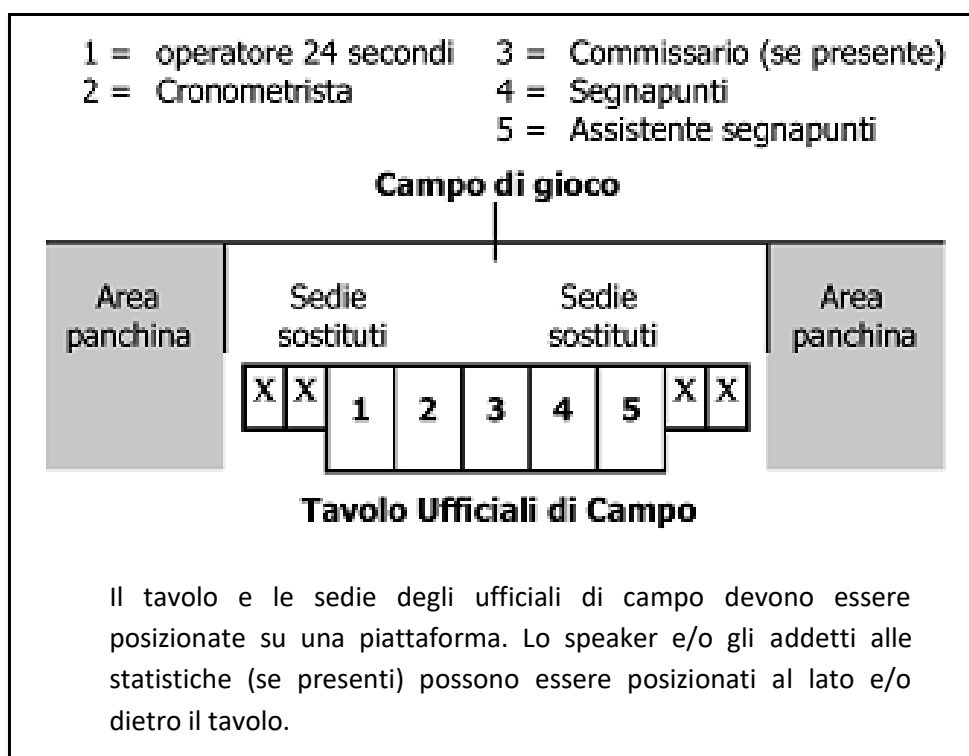 1 = operatore 24 secondi
2 = Cronometrista
3 = Commissario (se presente)
4 = Segnapunti
5 = Assistente segnapunti
Campo di gioco
Area
panchina
Sedie
sostituti
Sedie
sostituti
Area
panchina
X X 1 2 3 4 5 X X
Tavolo Ufficiali di Campo
Il tavolo e le sedie degli ufficiali di campo devono essere
posizionate su una piattaforma. Lo speaker e/o gli addetti alle
statistiche (se presenti) possono essere posizionati al lato e/o
dietro il tavolo.